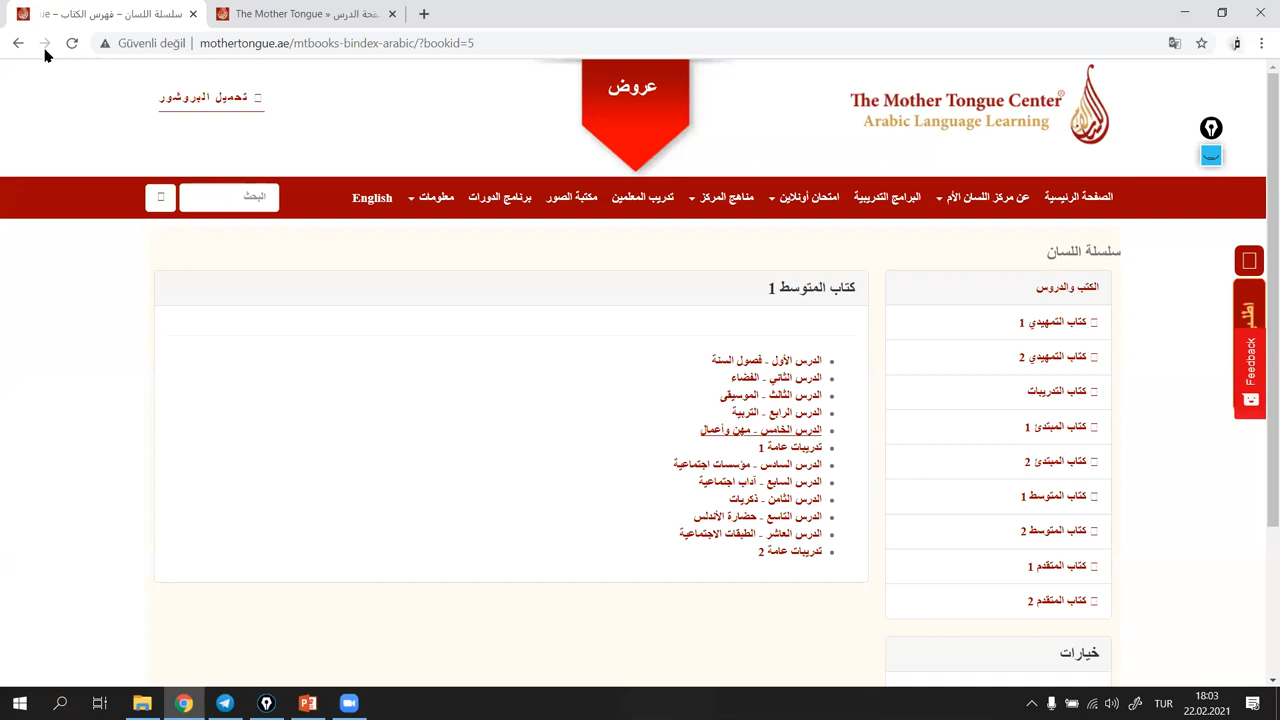 سلسلة اللسان – فهرس الكتاب – ue
The Mother Tongue » فحة الدرس
Güvenli değil | mothertongue.ae/mtbooks-bindex-arabic/?bookid=5
تحميل البروشور
عروض
The Mother Tongue Center®
Arabic Language Learning
الصفحة الرئيسية
عن مركز اللسان الأم
البرامج التدريبية
امتحان أونلاين
مناهج المركز
تدريب المعلمين
مكتبة الصور
برنامج الدورات
معلومات
English
البحث
سلسلة اللسان
الكتب والدروس
كتاب التمهيدي 1
كتاب التمهيدي 2
كتاب التدريبات
كتاب المبتدئ 1
كتاب المبتدئ 2
كتاب المتوسط 1
كتاب المتوسط 2
كتاب المتقدم 1
كتاب المتقدم 2
خيارات
كتاب المتوسط 1
الدرس الأول - فصول السنة
الدرس الثاني - الفضاء
الدرس الثالث - الموسيقى
الدرس الرابع - التربية
الدرس الخامس - مهن وأعمال
تدريبات عامة 1
الدرس السادس - مؤسسات اجتماعية
الدرس السابع - آداب اجتماعية
الدرس الثامن - ذكريات
الدرس التاسع - حضارة الأندلس
الدرس العاشر - الطبقات الاجتماعية
تدريبات عامة 2
Feedback
TUR
18:03
22.02.2021